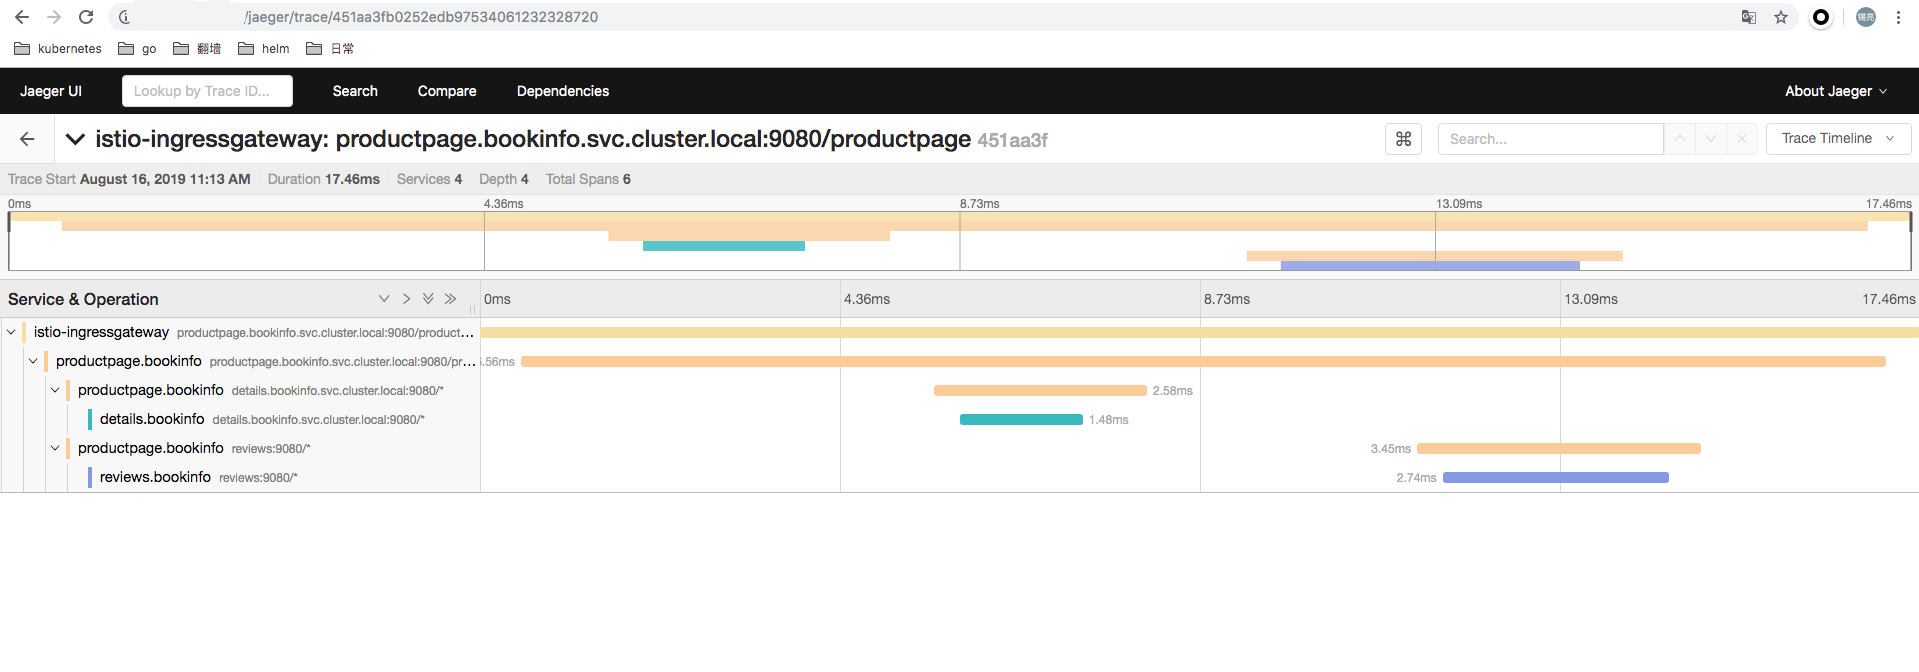 /jaeger/trace/451aa3fb0252edb97534061232328720
kubernetes go 翻墙 helm 日常
Jaeger UI Lookup by Trace ID... Search Compare Dependencies About Jaeger
istio-ingressgateway: productpage.bookinfo.svc.cluster.local:9080/productpage 451aa3f ⌘ Search... Trace Timeline
Trace Start August 16, 2019 11:13 AM Duration 17.46ms Services 4 Depth 4 Total Spans 6
0ms 4.36ms 8.73ms 13.09ms 17.46ms
Service & Operation 0ms 4.36ms 8.73ms 13.09ms 17.46ms
istio-ingressgateway productpage.bookinfo.svc.cluster.local:9080/product...
productpage.bookinfo productpage.bookinfo.svc.cluster.local:9080/pr... .56ms
productpage.bookinfo details.bookinfo.svc.cluster.local:9080/* 2.58ms
details.bookinfo details.bookinfo.svc.cluster.local:9080/* 1.48ms
productpage.bookinfo reviews:9080/* 3.45ms
reviews.bookinfo reviews:9080/* 2.74ms